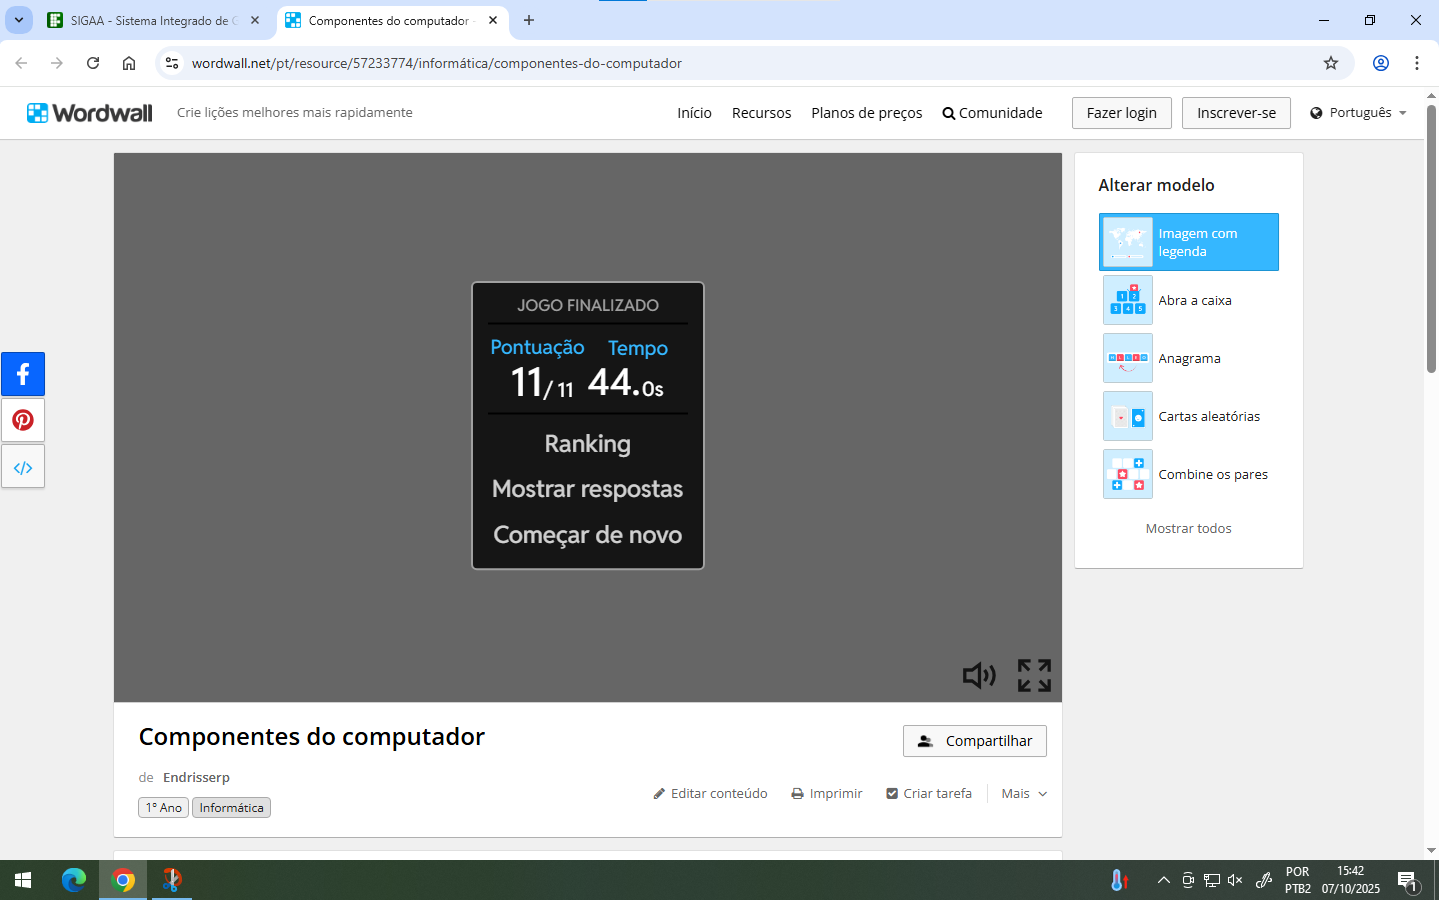 SIGAA - Sistema Integrado de G
Componentes do computador -
wordwall.net/pt/resource/57233774/informática/componentes-do-computador
Wordwall
Crie lições melhores mais rapidamente
Início
Recursos
Planos de preços
Comunidade
Fazer login
Inscrever-se
Português
JOGO FINALIZADO
Pontuação Tempo
11/ 11 44.0s
Ranking
Mostrar respostas
Começar de novo
Alterar modelo
Imagem com
legenda
Abra a caixa
Anagrama
Cartas aleatórias
Combine os pares
Mostrar todos
Componentes do computador
Compartilhar
de Endrisserp
1º Ano Informática
Editar conteúdo
Imprimir
Criar tarefa
Mais
POR
PTB2
15:42
07/10/2025
1